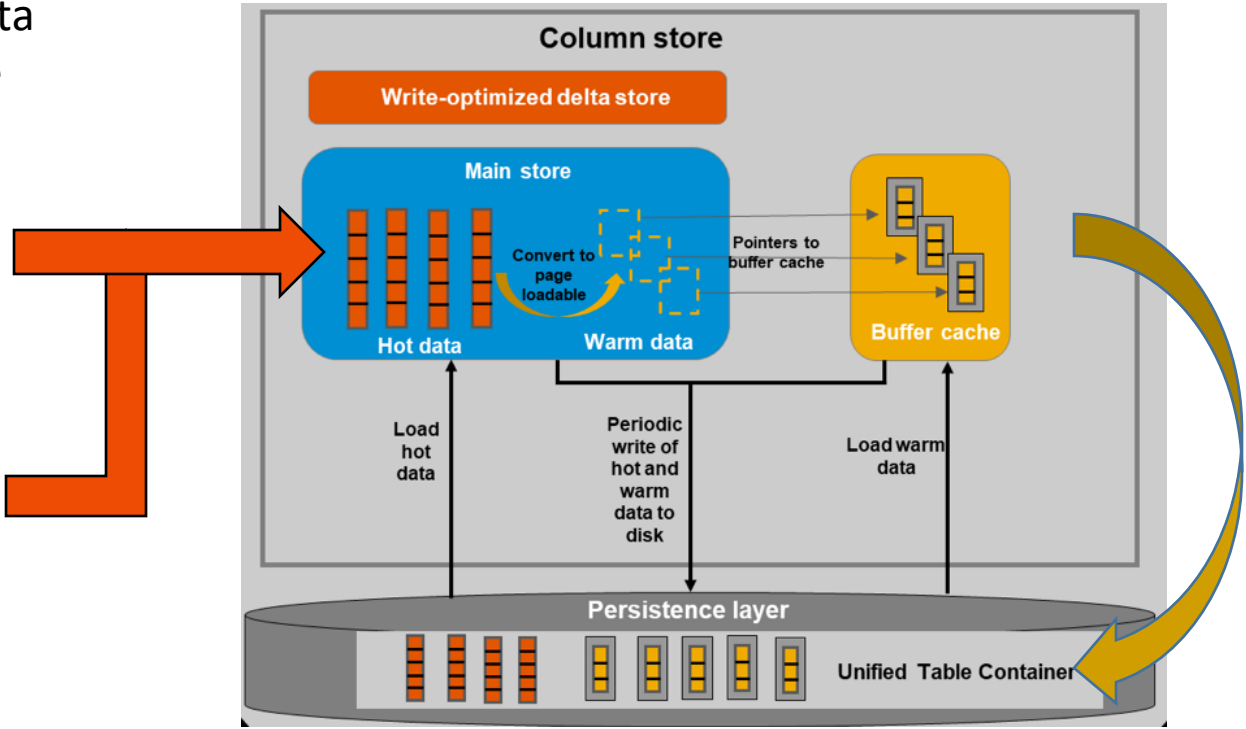 Column store
Write-optimized delta store
Main store
Convert to
page
loadable
Hot data
Warm data
Pointers to
buffer cache
Buffer cache
Load
hot
data
Periodic
write of
hot and
warm
data to
disk
Load warm
data
Persistence layer
Unified Table Container